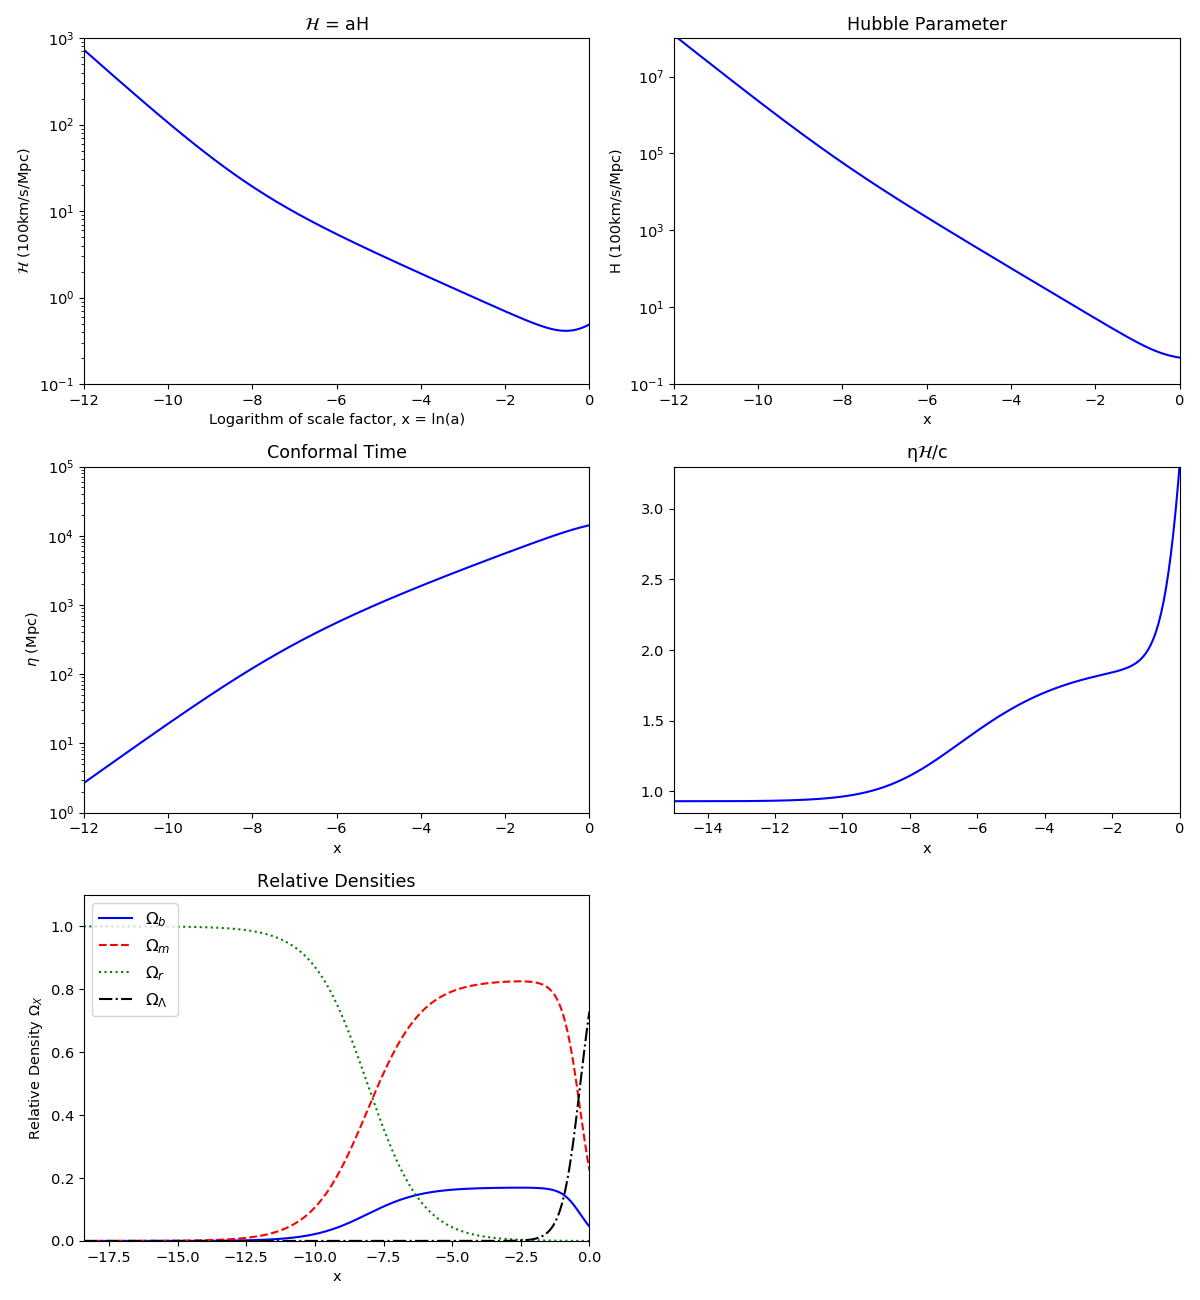 ℋ = aH
10³
10²
10¹
10⁰
10⁻¹
ℋ (100km/s/Mpc)
−12 −10 −8 −6 −4 −2 0
Logarithm of scale factor, x = ln(a)
Hubble Parameter
10⁷
10⁵
10³
10¹
10⁻¹
H (100km/s/Mpc)
−12 −10 −8 −6 −4 −2 0
x
Conformal Time
10⁵
10⁴
10³
10²
10¹
10⁰
η (Mpc)
−12 −10 −8 −6 −4 −2 0
x
ηℋ/c
3.0
2.5
2.0
1.5
1.0
−14 −12 −10 −8 −6 −4 −2 0
x
Relative Densities
1.0
0.8
0.6
0.4
0.2
0.0
Relative Density Ω_X
Ω_b
Ω_m
Ω_r
Ω_Λ
−17.5 −15.0 −12.5 −10.0 −7.5 −5.0 −2.5 0.0
x